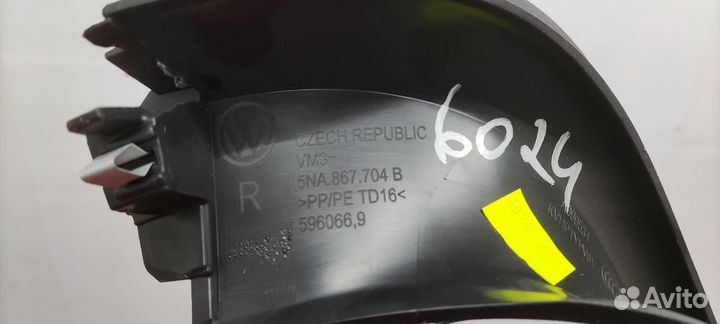 CZECH REPUBLIC
VMS
5NA.867.704 B
R
>PP/PE TD16<
596066,9
6024
Avito